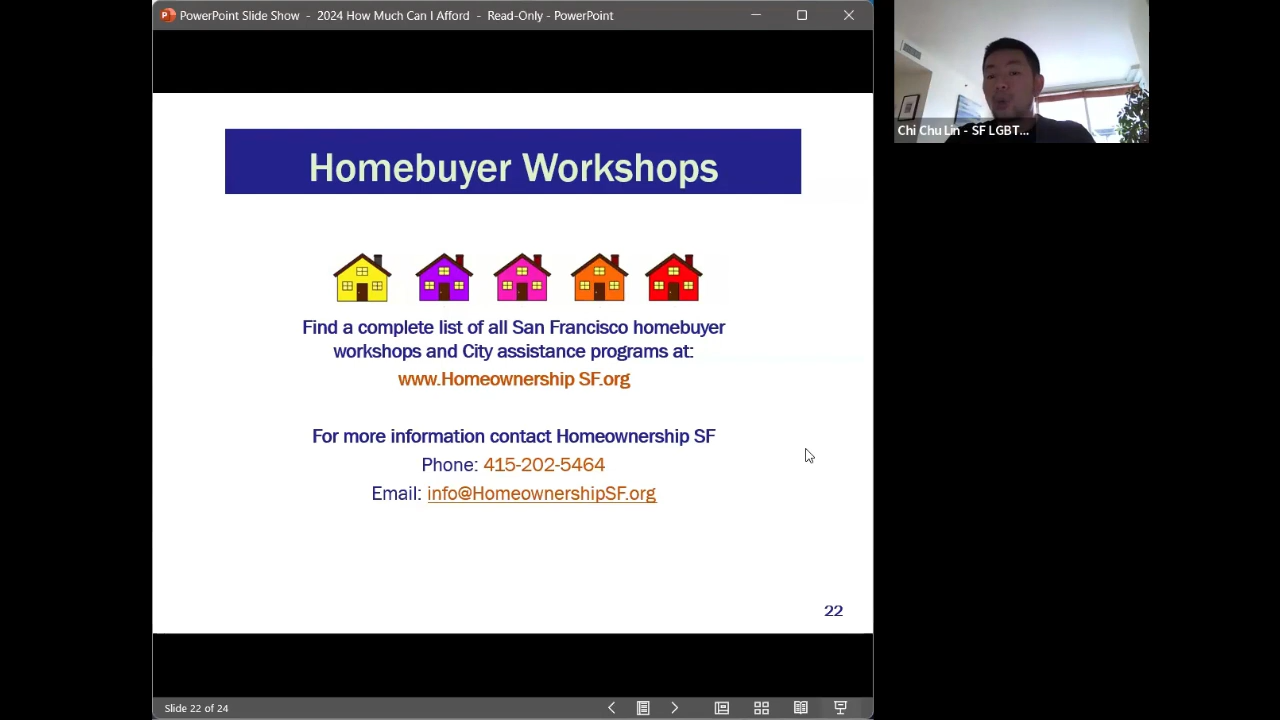 PowerPoint Slide Show - 2024 How Much Can I Afford - Read-Only - PowerPoint
Chi Chu Lin - SF LGBT...
Homebuyer Workshops
Find a complete list of all San Francisco homebuyer
workshops and City assistance programs at:
www.Homeownership SF.org
For more information contact Homeownership SF
Phone: 415-202-5464
Email: info@HomeownershipSF.org
22
Slide 22 of 24